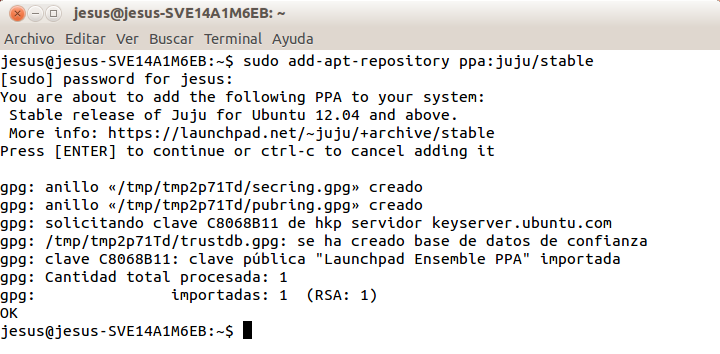 jesus@jesus-SVE14A1M6EB: ~
Archivo Editar Ver Buscar Terminal Ayuda
jesus@jesus-SVE14A1M6EB:~$ sudo add-apt-repository ppa:juju/stable
[sudo] password for jesus:
You are about to add the following PPA to your system:
 Stable release of Juju for Ubuntu 12.04 and above.
 More info: https://launchpad.net/~juju/+archive/stable
Press [ENTER] to continue or ctrl-c to cancel adding it

gpg: anillo «/tmp/tmp2p71Td/secring.gpg» creado
gpg: anillo «/tmp/tmp2p71Td/pubring.gpg» creado
gpg: solicitando clave C8068B11 de hkp servidor keyserver.ubuntu.com
gpg: /tmp/tmp2p71Td/trustdb.gpg: se ha creado base de datos de confianza
gpg: clave C8068B11: clave pública "Launchpad Ensemble PPA" importada
gpg: Cantidad total procesada: 1
gpg:               importadas: 1  (RSA: 1)
OK
jesus@jesus-SVE14A1M6EB:~$